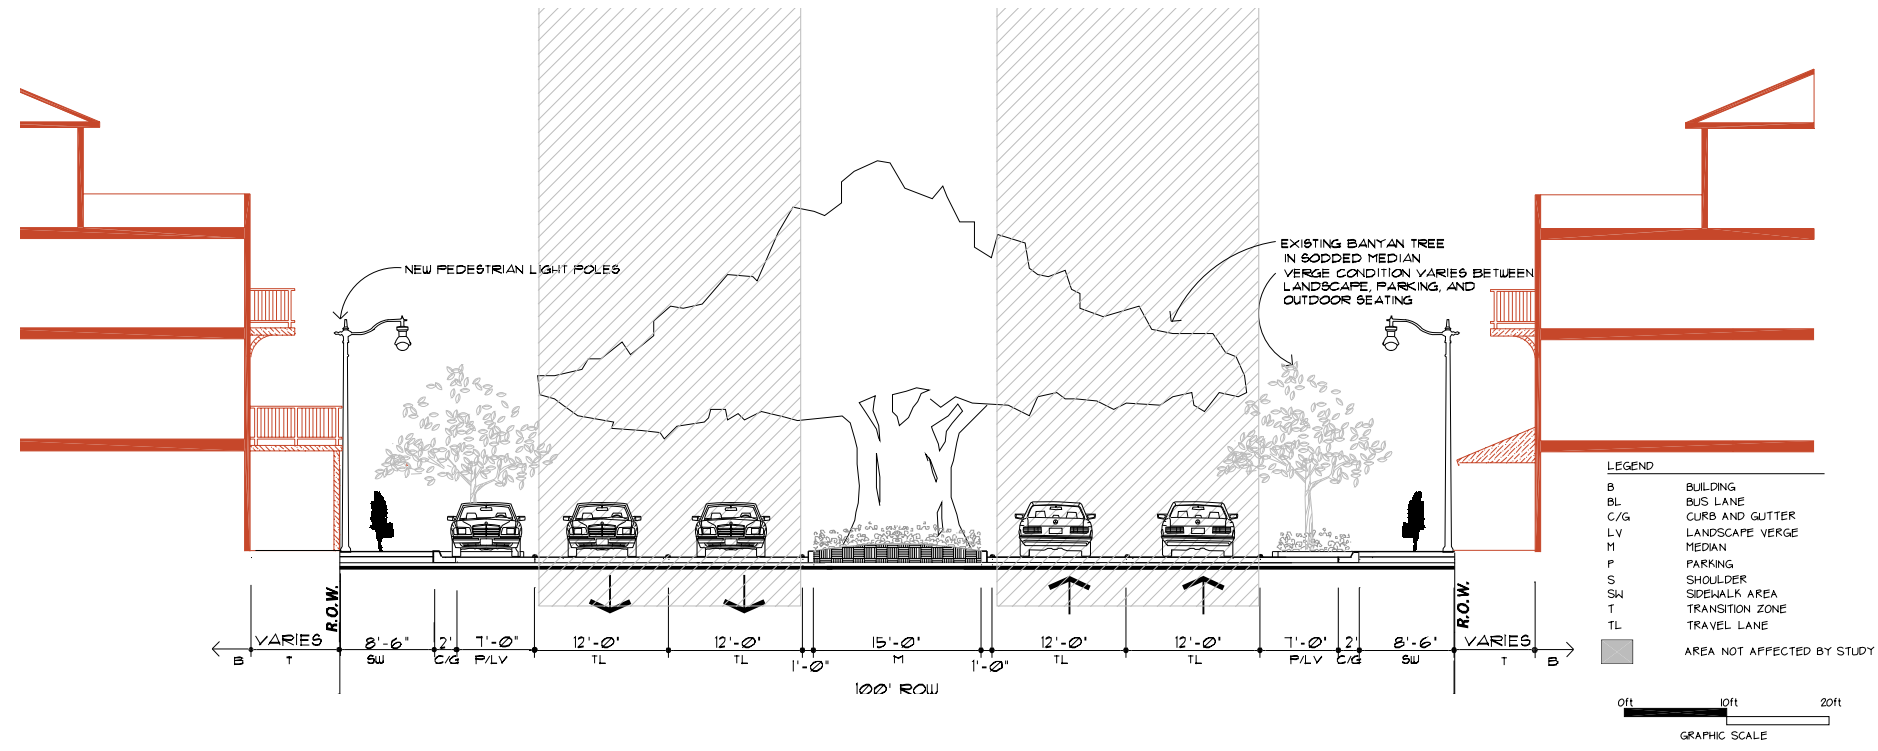 NEW PEDESTRIAN LIGHT POLES
EXISTING BANYAN TREE
IN SODDED MEDIAN
VERGE CONDITION VARIES BETWEEN
LANDSCAPE, PARKING, AND
OUTDOOR SEATING
LEGEND
B BUILDING
BL BUS LANE
C/G CURB AND GUTTER
LV LANDSCAPE VERGE
M MEDIAN
P PARKING
S SHOULDER
SW SIDEWALK AREA
T TRANSITION ZONE
TL TRAVEL LANE
AREA NOT AFFECTED BY STUDY
R.O.W.
R.O.W.
VARIES 8'-6" 2' 7'-0" 12'-0" 12'-0" 15'-0" 12'-0" 12'-0" 7'-0" 2' 8'-6" VARIES
B T SW C/G P/LV TL TL 1'-0" M 1'-0" TL TL P/LV C/G SW T B
100' ROW
0ft 10ft 20ft
GRAPHIC SCALE